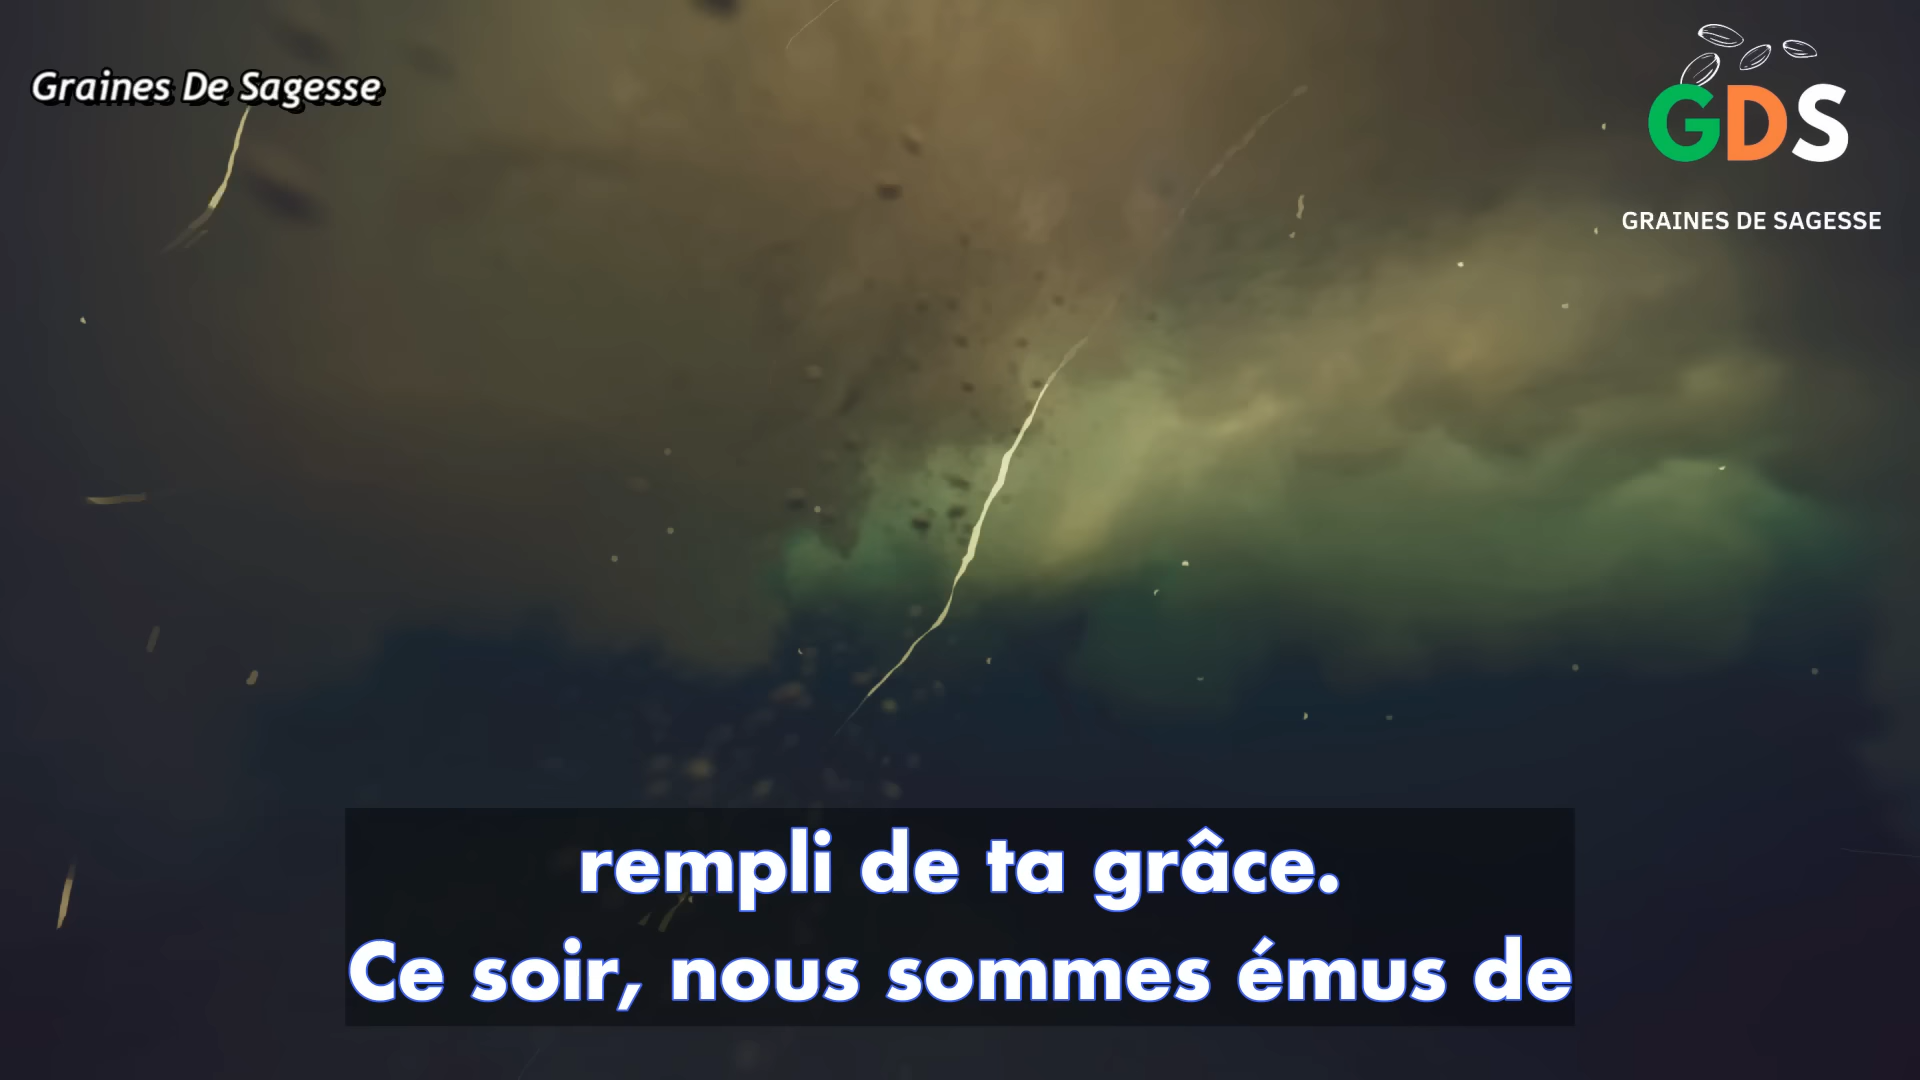 Graines De Sagesse
GDS
GRAINES DE SAGESSE
rempli de ta grâce.
Ce soir, nous sommes émus de